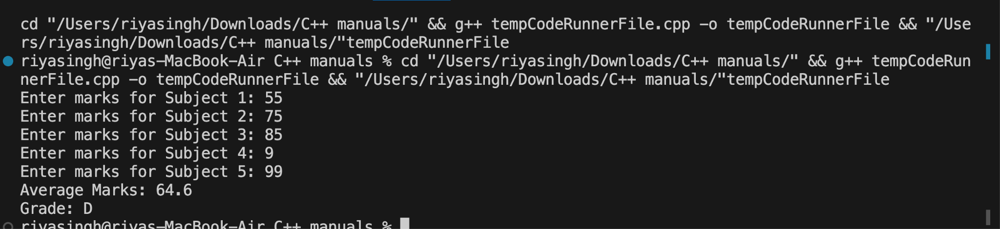 cd "/Users/riyasingh/Downloads/C++ manuals/" && g++ tempCodeRunnerFile.cpp -o tempCodeRunnerFile && "/Use
rs/riyasingh/Downloads/C++ manuals/"tempCodeRunnerFile
riyasingh@riyas-MacBook-Air C++ manuals % cd "/Users/riyasingh/Downloads/C++ manuals/" && g++ tempCodeRun
nerFile.cpp -o tempCodeRunnerFile && "/Users/riyasingh/Downloads/C++ manuals/"tempCodeRunnerFile
Enter marks for Subject 1: 55
Enter marks for Subject 2: 75
Enter marks for Subject 3: 85
Enter marks for Subject 4: 9
Enter marks for Subject 5: 99
Average Marks: 64.6
Grade: D
riyasingh@riyas-MacBook-Air C++ manuals %